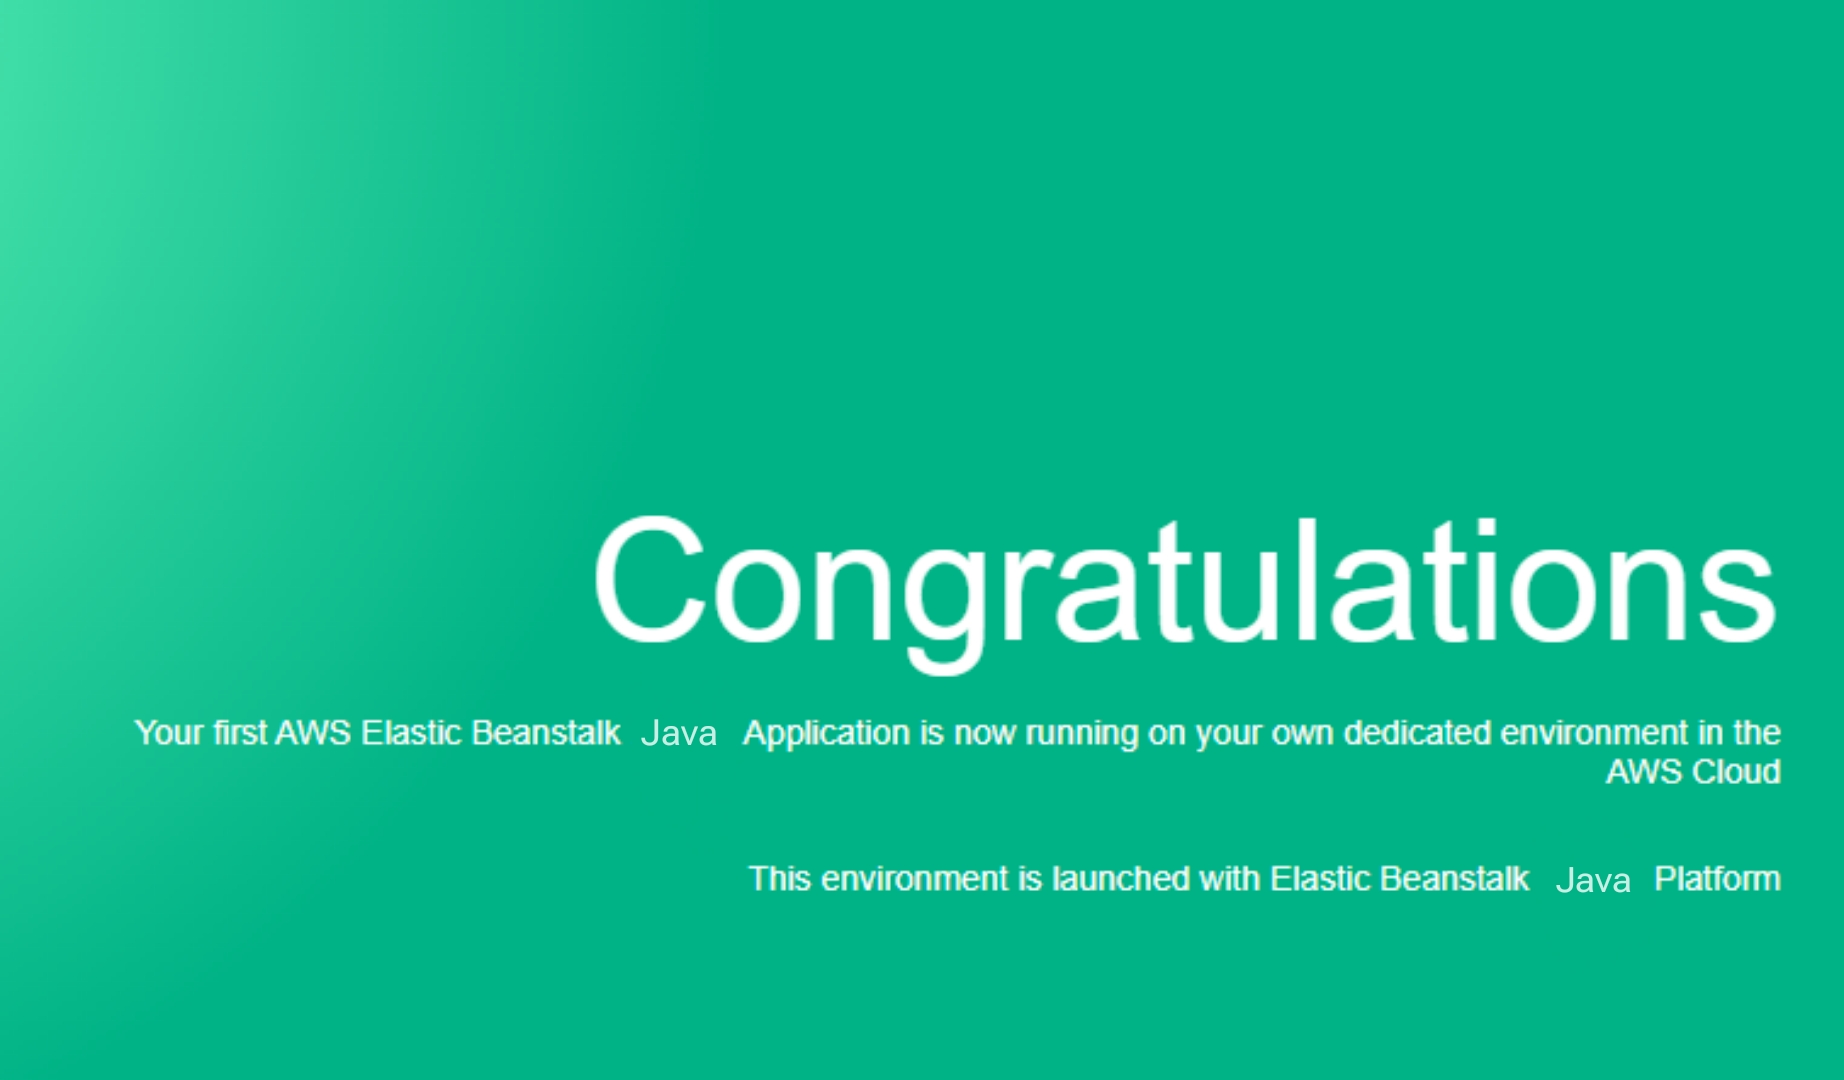 Congratulations
Your first AWS Elastic Beanstalk Java Application is now running on your own dedicated environment in the
AWS Cloud
This environment is launched with Elastic Beanstalk Java Platform